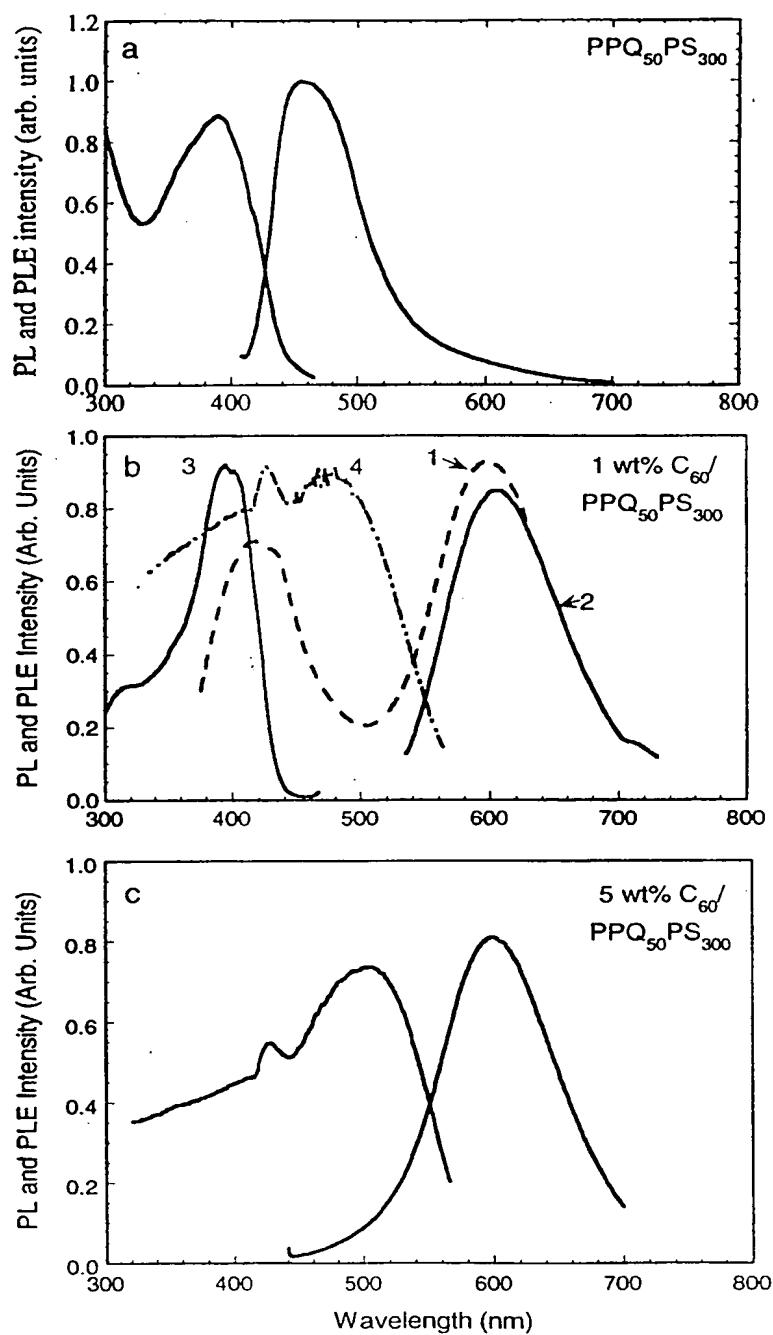 a
PPQ₅₀PS₃₀₀
PL and PLE intensity (arb. units)
1.2
1.0
0.8
0.6
0.4
0.2
0.0
300 400 500 600 700 800
b
3
4
1
2
1 wt% C₆₀/
PPQ₅₀PS₃₀₀
PL and PLE Intensity (Arb. Units)
1.0
0.8
0.6
0.4
0.2
0.0
300 400 500 600 700 800
c
5 wt% C₆₀/
PPQ₅₀PS₃₀₀
PL and PLE Intensity (Arb. Units)
1.0
0.8
0.6
0.4
0.2
0.0
300 400 500 600 700 800
Wavelength (nm)